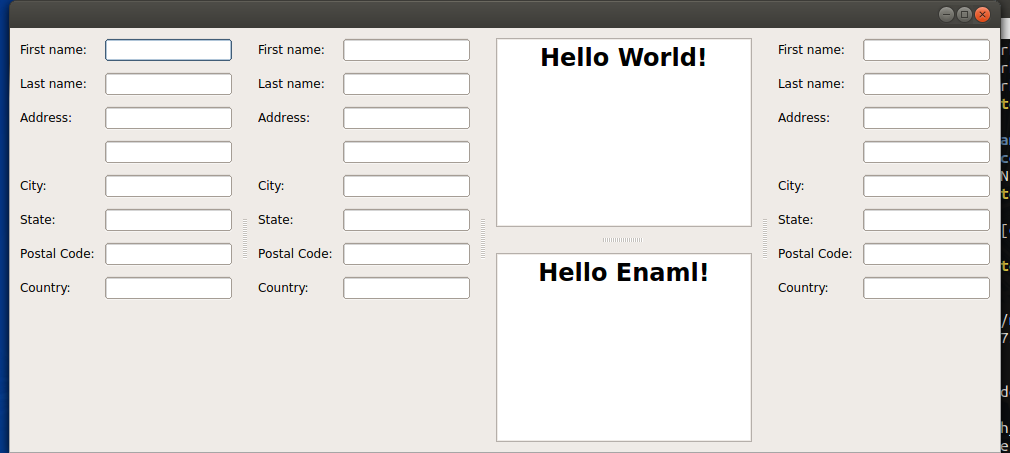 First name:
Last name:
Address:
City:
State:
Postal Code:
Country:
First name:
Last name:
Address:
City:
State:
Postal Code:
Country:
Hello World!
Hello Enaml!
First name:
Last name:
Address:
City:
State:
Postal Code:
Country: